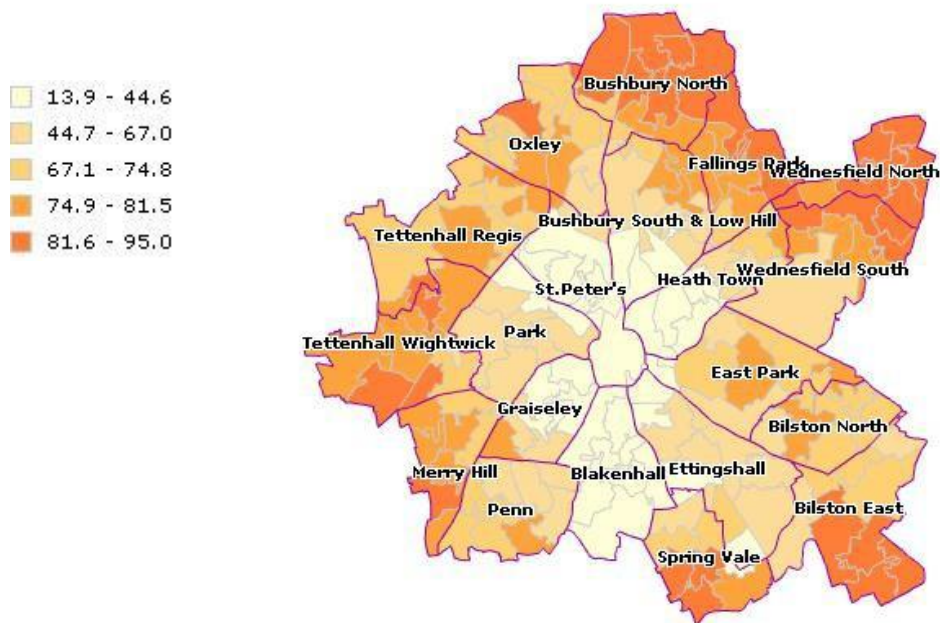 13.9 - 44.6
44.7 - 67.0
67.1 - 74.8
74.9 - 81.5
81.6 - 95.0
Bushbury North
Oxley
Fallings Park
Wednesfield North
Bushbury South & Low Hill
Tettenhall Regis
Wednesfield South
Heath Town
St.Peter's
Park
Tettenhall Wightwick
East Park
Graiseley
Bilston North
Merry Hill
Blakenhall
Ettingshall
Penn
Bilston East
Spring Vale